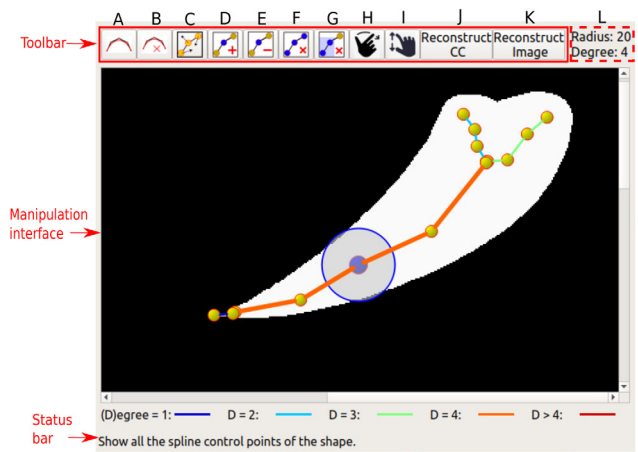 A B C D E F G H I J K L
Toolbar
Reconstruct CC
Reconstruct Image
Radius: 20
Degree: 4
Manipulation
interface
(D)egree = 1: D = 2: D = 3: D = 4: D > 4:
Status
bar
Show all the spline control points of the shape.